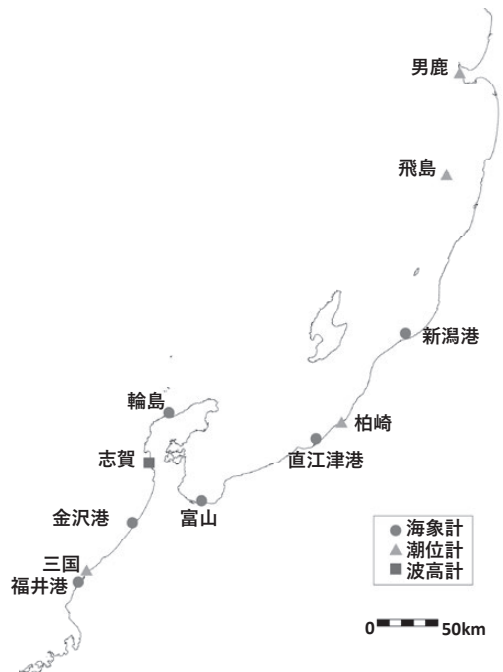 男鹿
飛島
新潟港
輪島
柏崎
志賀
直江津港
金沢港
富山
三国
福井港
海象計
潮位計
波高計
0 50km